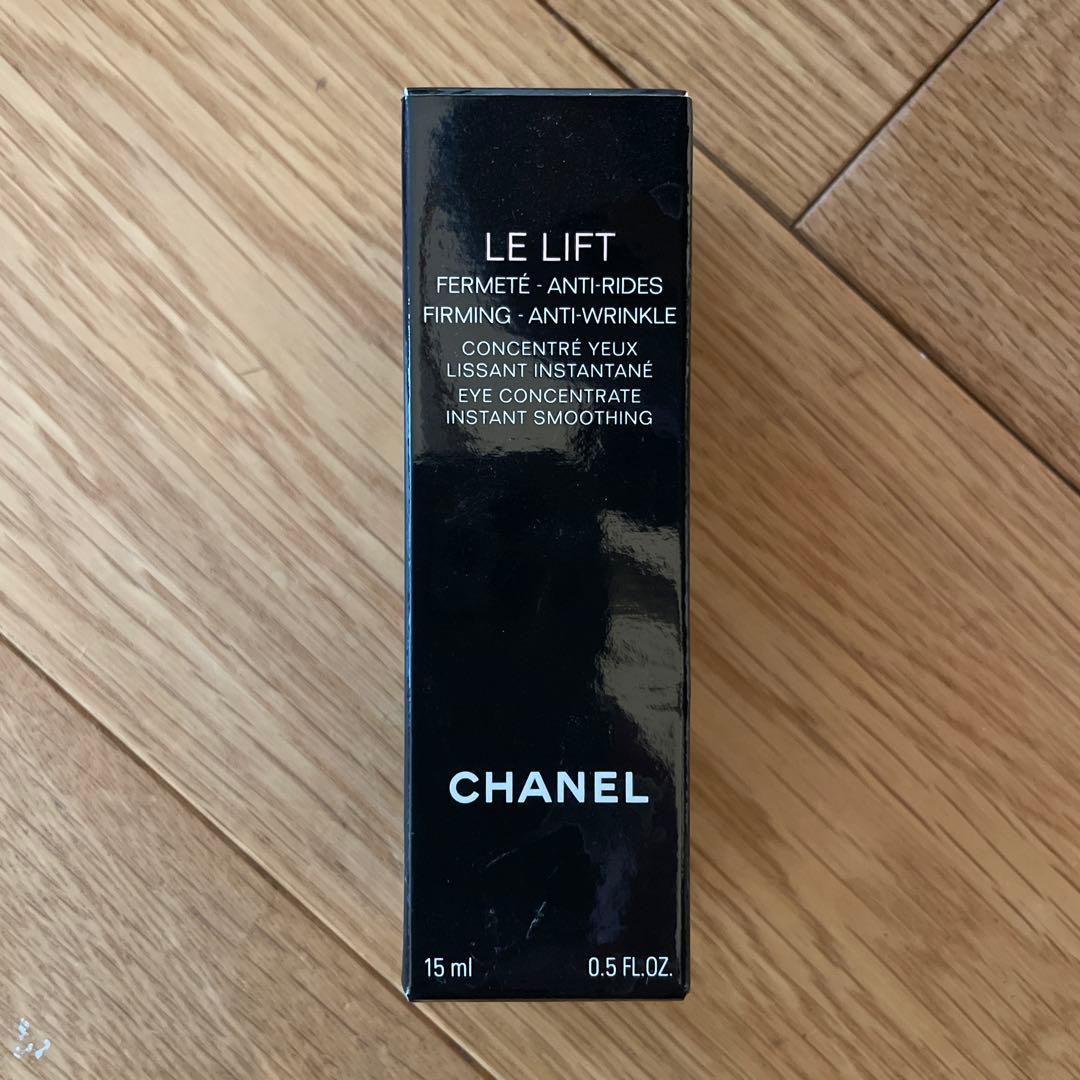 LE LIFT
FERMETÉ - ANTI-RIDES
FIRMING - ANTI-WRINKLE
CONCENTRÉ YEUX
LISSANT INSTANTANÉ
EYE CONCENTRATE
INSTANT SMOOTHING
CHANEL
15 ml 0.5 FL.OZ.